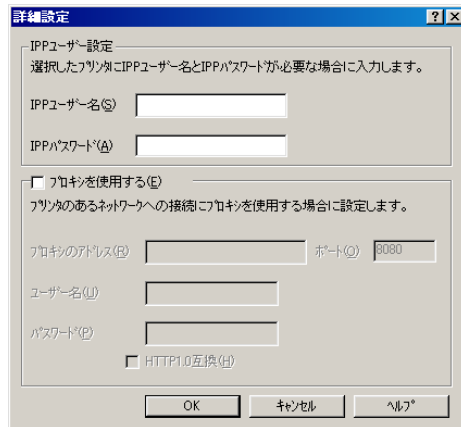 詳細設定
IPPユーザー設定
選択したプリンタにIPPユーザー名とIPPパスワードが必要な場合に入力します。
IPPユーザー名(S)
IPPパスワード(A)
プロキシを使用する(E)
プリンタのあるネットワークへの接続にプロキシを使用する場合に設定します。
プロキシのアドレス(R) ポート(O) 8080
ユーザー名(U)
パスワード(P)
HTTP1.0互換(H)
OK キャンセル ヘルプ